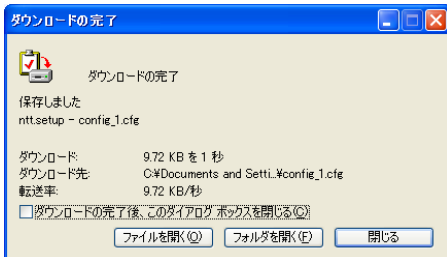 ダウンロードの完了
ダウンロードの完了
保存しました
ntt.setup - config_1.cfg
ダウンロード: 9.72 KB を 1 秒
ダウンロード先: C:¥Documents and Setti...¥config_1.cfg
転送率: 9.72 KB/秒
ダウンロードの完了後、このダイアログ ボックスを閉じる(C)
ファイルを開く(O) フォルダを開く(F) 閉じる